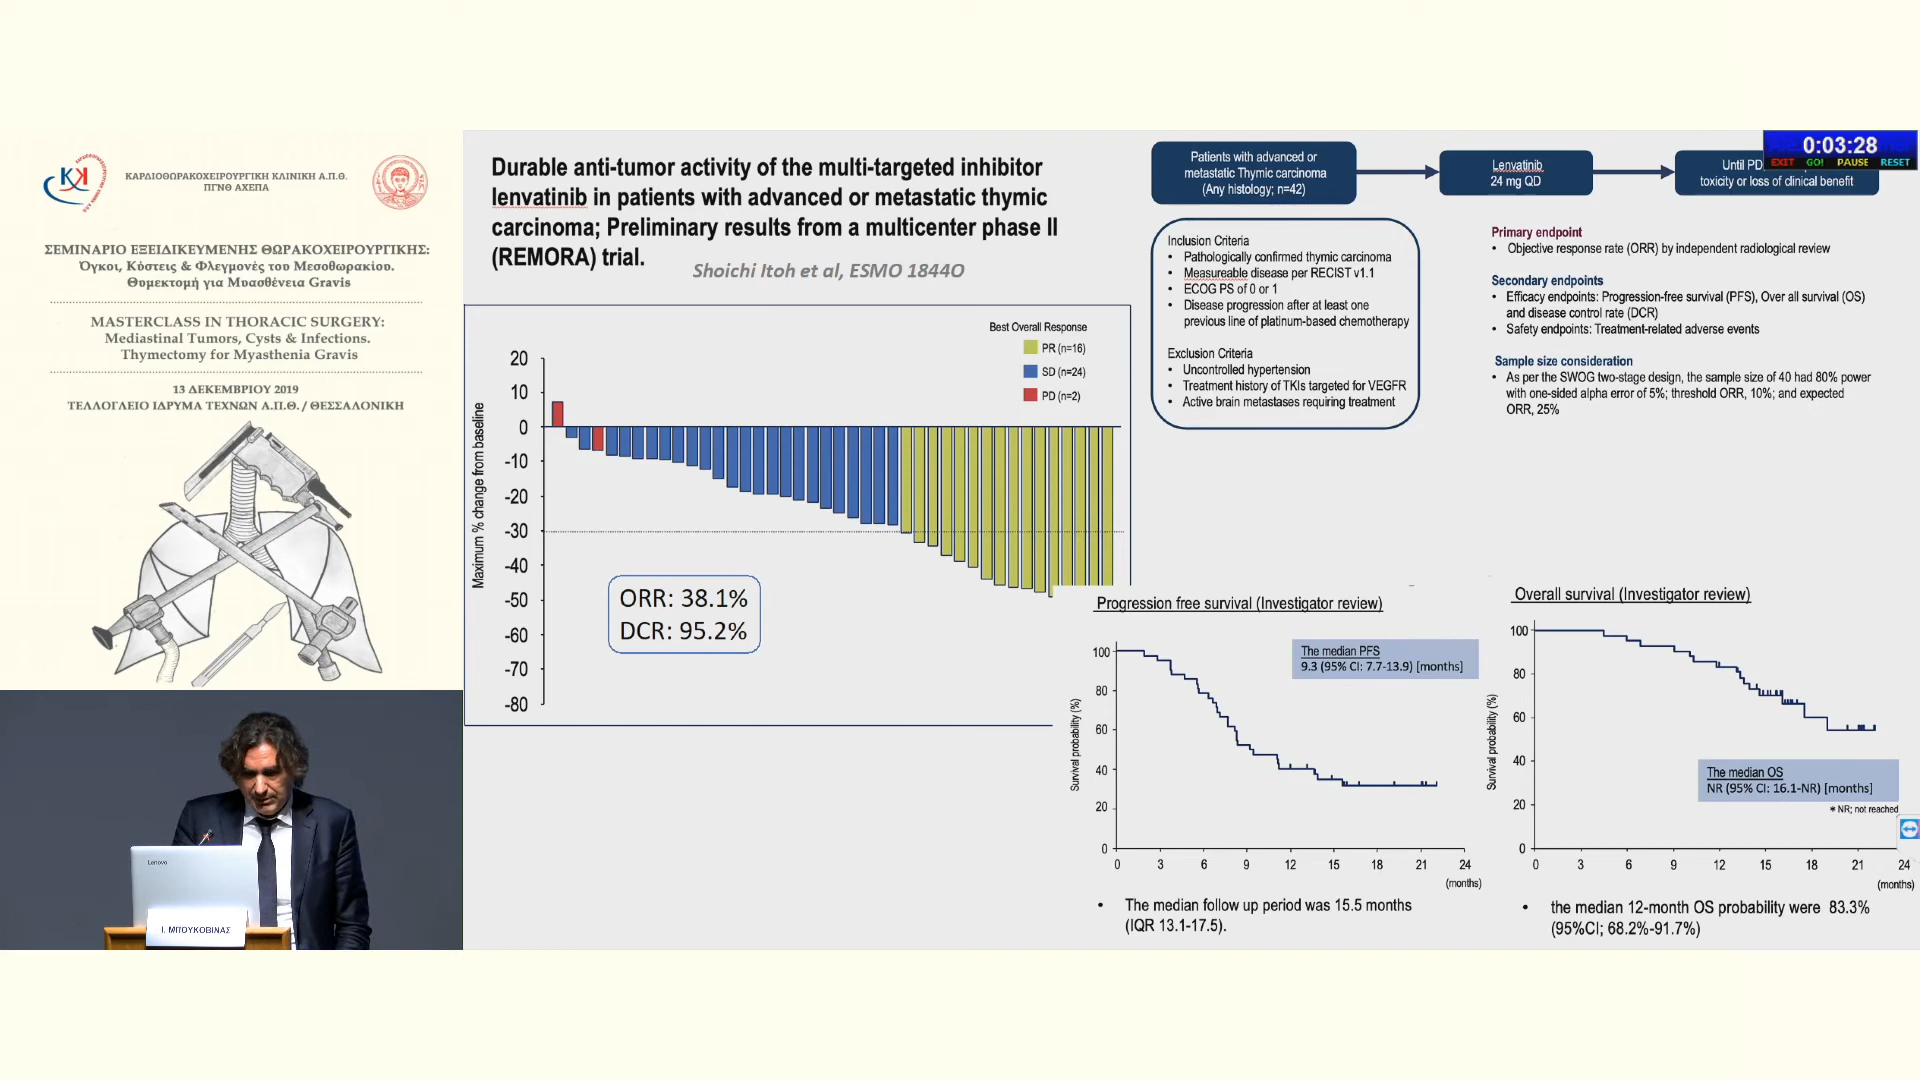 KK
ΚΑΡΔΙΟΘΩΡΑΚΟΧΕΙΡΟΥΡΓΙΚΗ ΚΛΙΝΙΚΗ Α.Π.Θ.
ΠΓΝΘ ΑΧΕΠΑ
ΣΕΜΙΝΑΡΙΟ ΕΞΕΙΔΙΚΕΥΜΕΝΗΣ ΘΩΡΑΚΟΧΕΙΡΟΥΡΓΙΚΗΣ:
Όγκοι, Κύστεις & Φλεγμονές του Μεσοθωρακίου.
Θυμεκτομή για Μυασθένεια Gravis
MASTERCLASS IN THORACIC SURGERY:
Mediastinal Tumors, Cysts & Infections.
Thymectomy for Myasthenia Gravis
13 ΔΕΚΕΜΒΡΙΟΥ 2019
ΤΕΛΛΟΓΛΕΙΟ ΙΔΡΥΜΑ ΤΕΧΝΩΝ Α.Π.Θ. / ΘΕΣΣΑΛΟΝΙΚΗ
Lenovo
Ι. ΜΠΟΥΚΟΒΙΝΑΣ
Durable anti-tumor activity of the multi-targeted inhibitor
lenvatinib in patients with advanced or metastatic thymic
carcinoma; Preliminary results from a multicenter phase II
(REMORA) trial.
Shoichi Itoh et al, ESMO 1844O
Best Overall Response
PR (n=16)
SD (n=24)
PD (n=2)
Maximum % change from baseline
20
10
0
-10
-20
-30
-40
-50
-60
-70
-80
ORR: 38.1%
DCR: 95.2%
Patients with advanced or
metastatic Thymic carcinoma
(Any histology; n=42)
Lenvatinib
24 mg QD
Until PD
toxicity or loss of clinical benefit
0:03:28
EXIT GO! PAUSE RESET
Inclusion Criteria
• Pathologically confirmed thymic carcinoma
• Measureable disease per RECIST v1.1
• ECOG PS of 0 or 1
• Disease progression after at least one
previous line of platinum-based chemotherapy
Exclusion Criteria
• Uncontrolled hypertension
• Treatment history of TKIs targeted for VEGFR
• Active brain metastases requiring treatment
Primary endpoint
• Objective response rate (ORR) by independent radiological review
Secondary endpoints
• Efficacy endpoints: Progression-free survival (PFS), Over all survival (OS)
and disease control rate (DCR)
• Safety endpoints: Treatment-related adverse events
Sample size consideration
• As per the SWOG two-stage design, the sample size of 40 had 80% power
with one-sided alpha error of 5%; threshold ORR, 10%; and expected
ORR, 25%
Progression free survival (Investigator review)
The median PFS
9.3 (95% CI: 7.7-13.9) [months]
Survival probability (%)
100
80
60
40
20
0
0 3 6 9 12 15 18 21 24
(months)
• The median follow up period was 15.5 months
(IQR 13.1-17.5).
Overall survival (Investigator review)
Survival probability (%)
100
80
60
40
20
0
The median OS
NR (95% CI: 16.1-NR) [months]
* NR; not reached
0 3 6 9 12 15 18 21 24
(months)
• the median 12-month OS probability were 83.3%
(95%CI; 68.2%-91.7%)